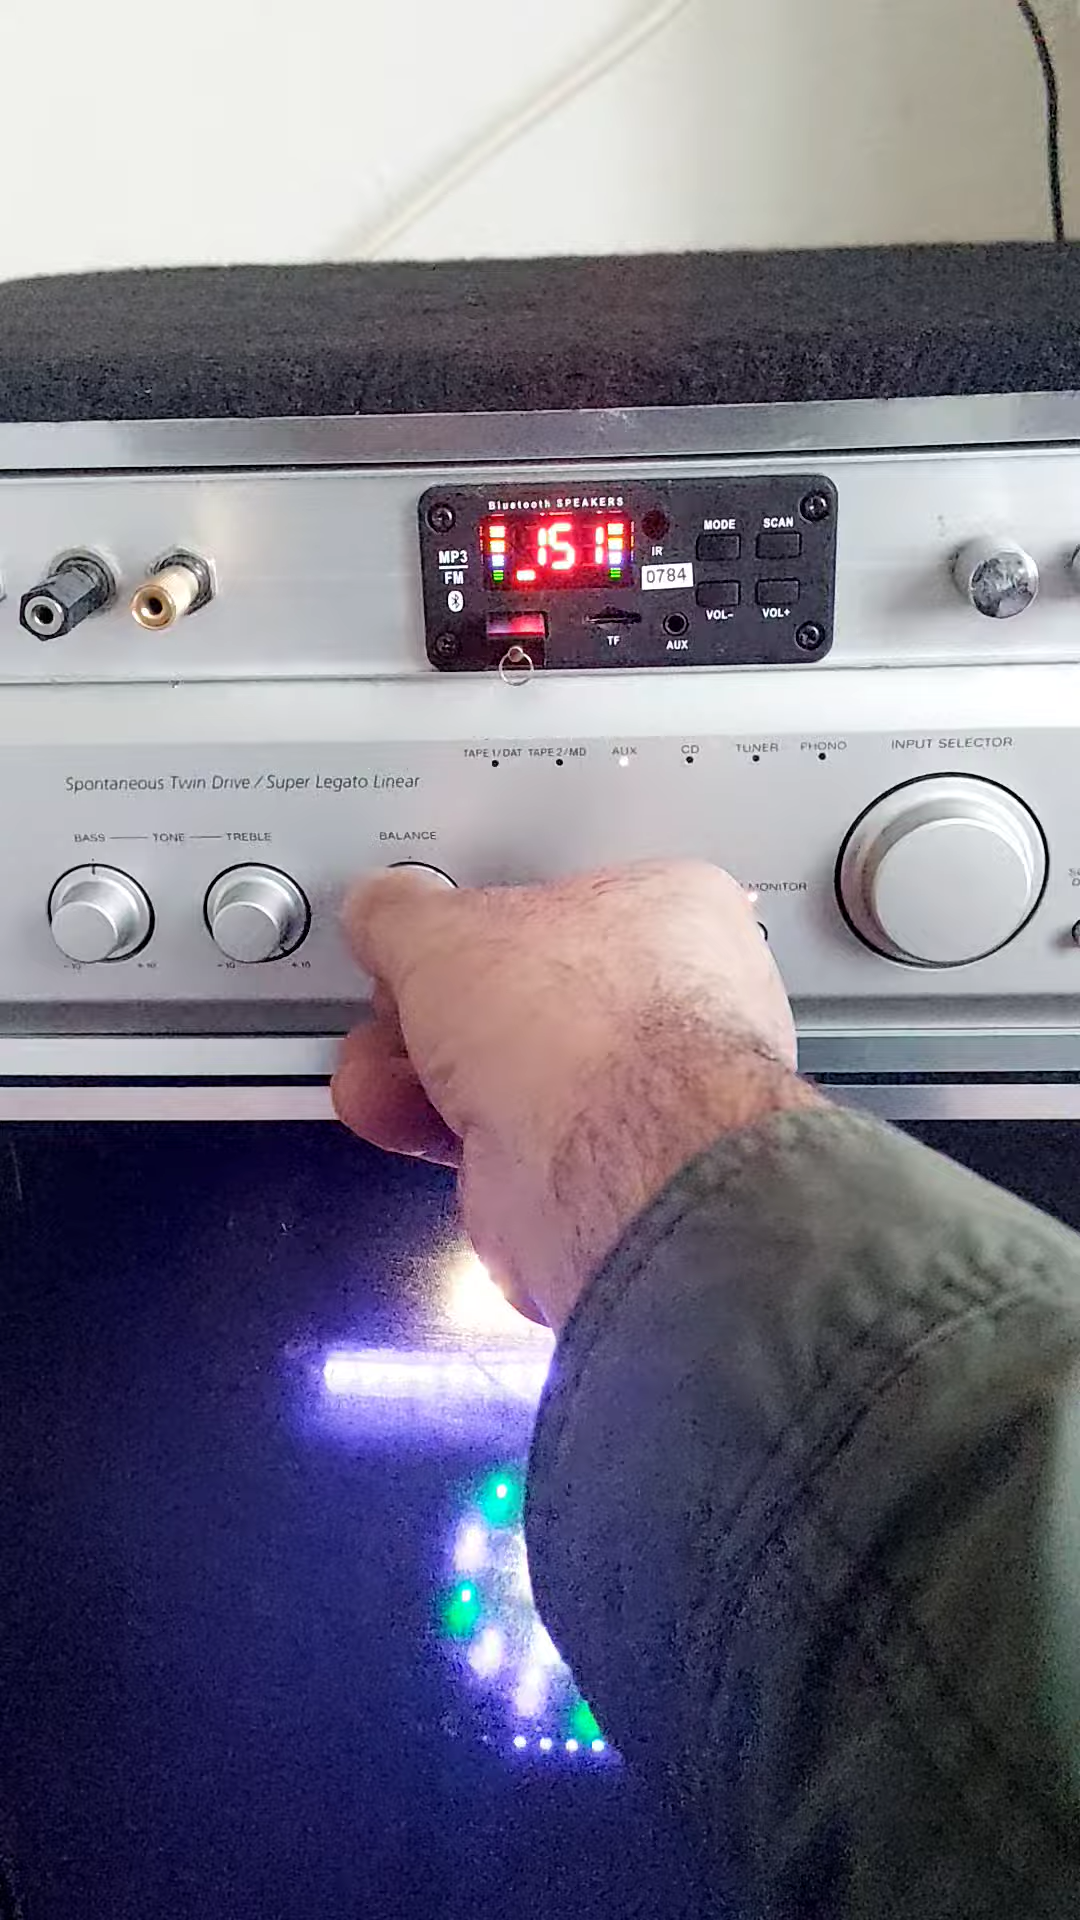 Bluetooth SPEAKERS
MODE SCAN
MP3
FM
151
IR
0784
VOL- VOL+
TF
AUX
TAPE 1/DAT TAPE 2/MD AUX CD TUNER PHONO INPUT SELECTOR
Spontaneous Twin Drive / Super Legato Linear
BASS TONE TREBLE BALANCE
MONITOR
-10 +10 -10 +10